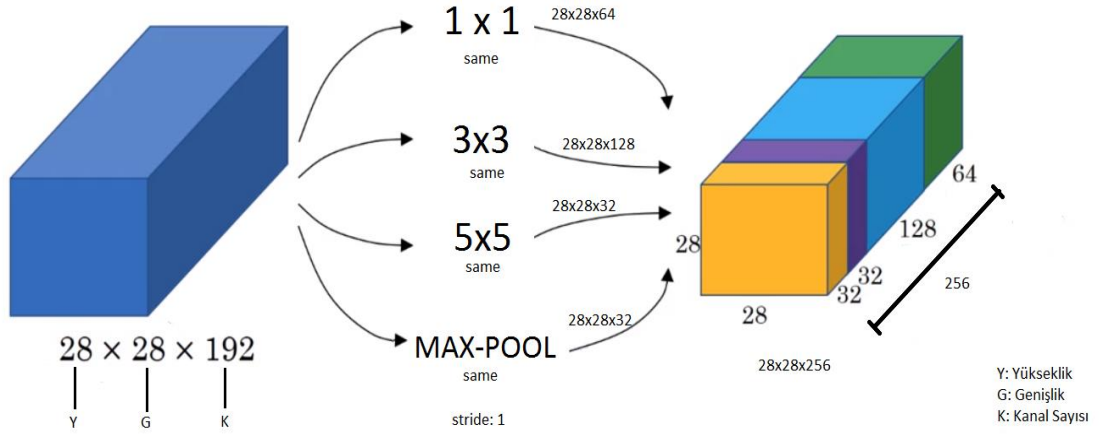 28 × 28 × 192
Y
G
K
1 x 1
same
3x3
same
5x5
same
MAX-POOL
same
stride: 1
28x28x64
28x28x128
28x28x32
28x28x32
28
28
32
32
128
64
256
28x28x256
Y: Yükseklik
G: Genişlik
K: Kanal Sayısı